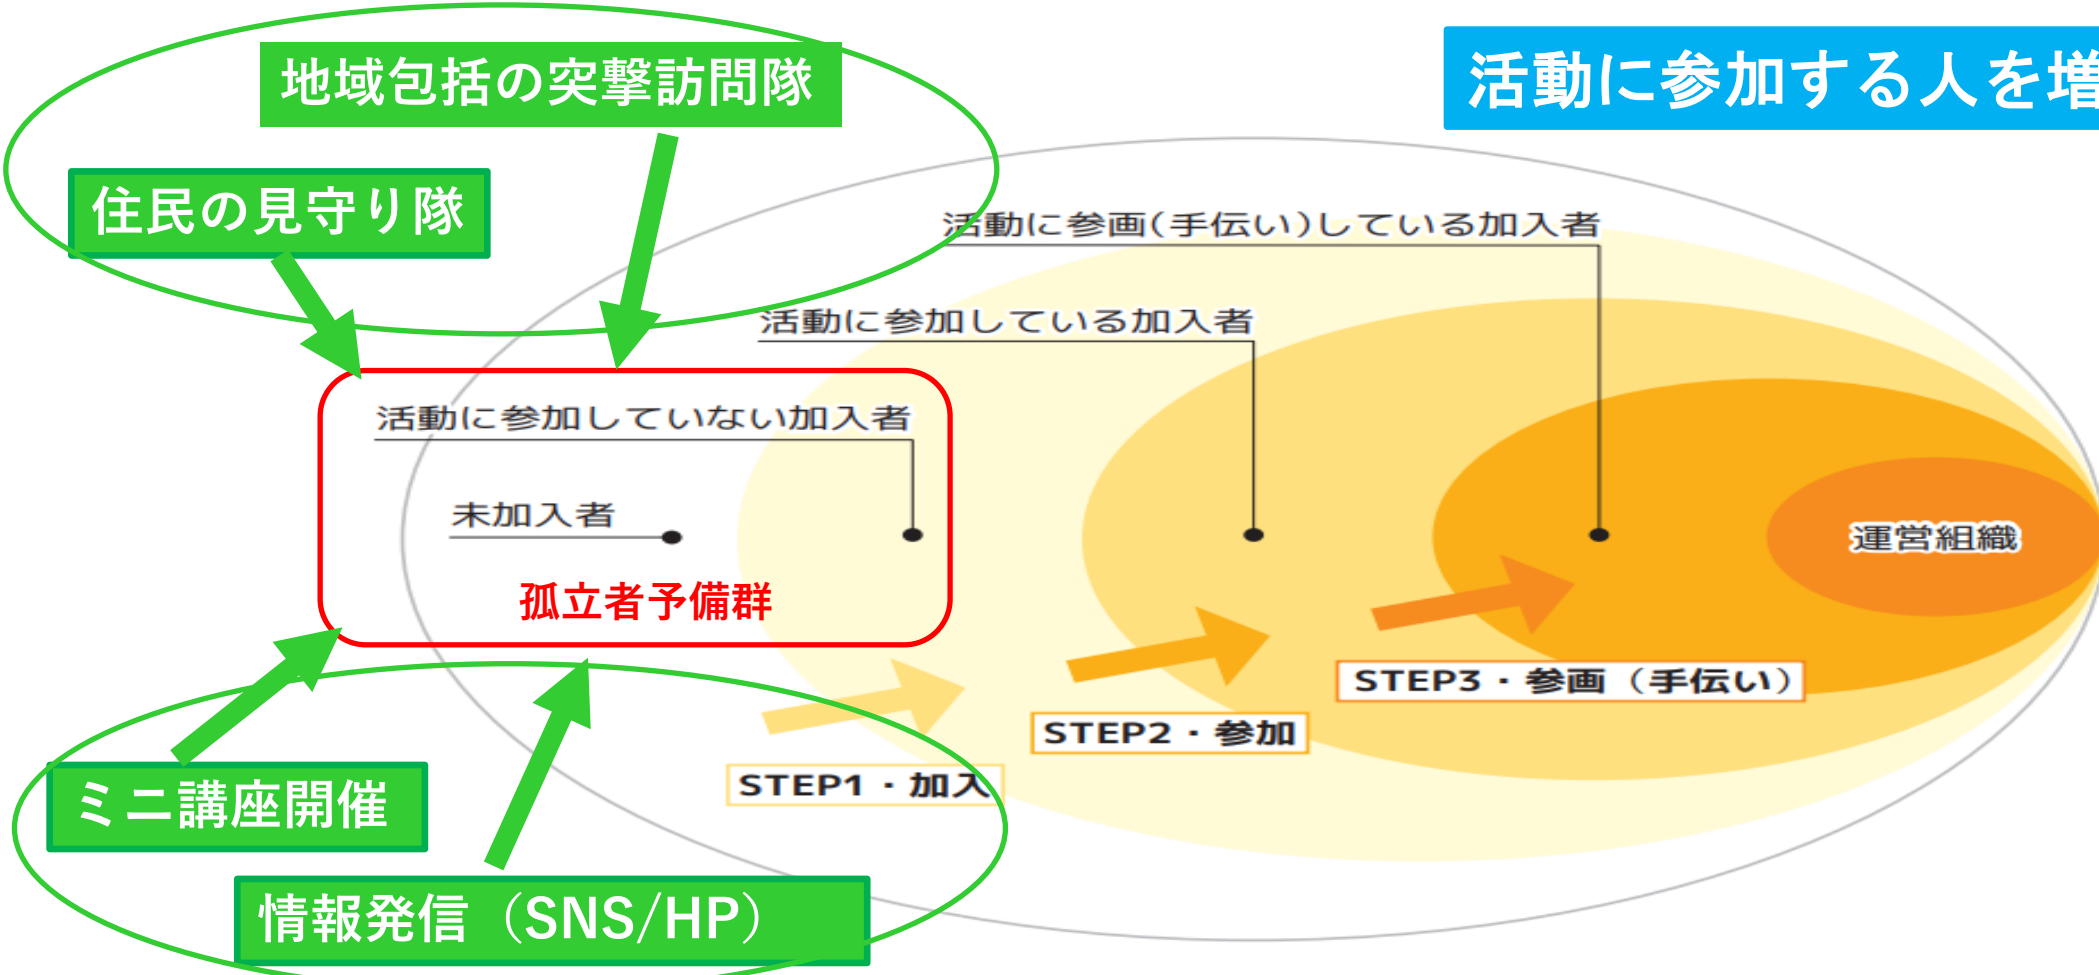 地域包括の突撃訪問隊
活動に参加する人を増
住民の見守り隊
活動に参画(手伝い)している加入者
活動に参加している加入者
活動に参加していない加入者
未加入者
運営組織
孤立者予備群
STEP3・参画（手伝い）
STEP2・参加
STEP1・加入
ミニ講座開催
情報発信（SNS/HP）